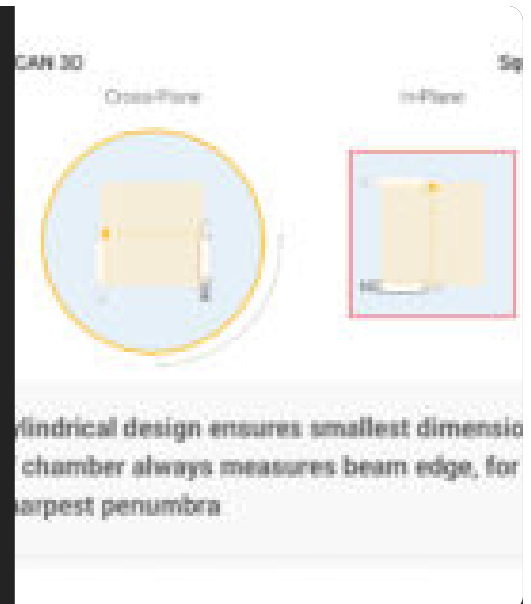 CAN 3D
Sq
Cross-Plane
In-Plane
ylindrical design ensures smallest dimensio
chamber always measures beam edge, for
arpest penumbra